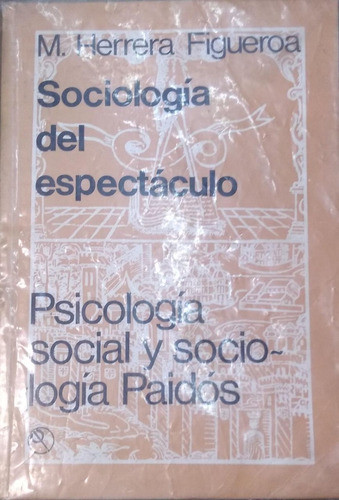 M. Herrera Figueroa
Sociología
del
espectáculo
Psicología
social y socio-
logía Paidós